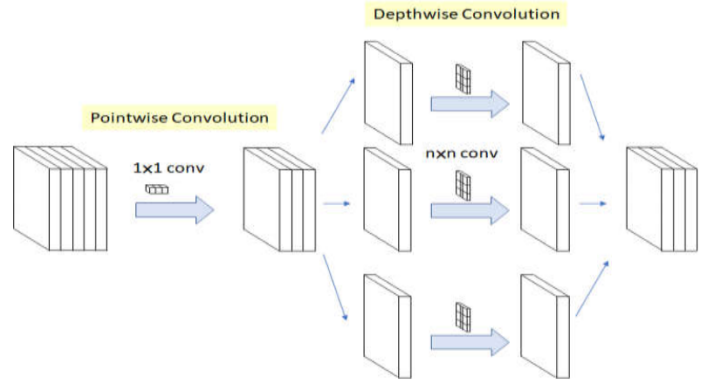 Depthwise Convolution
Pointwise Convolution
1x1 conv
nxn conv